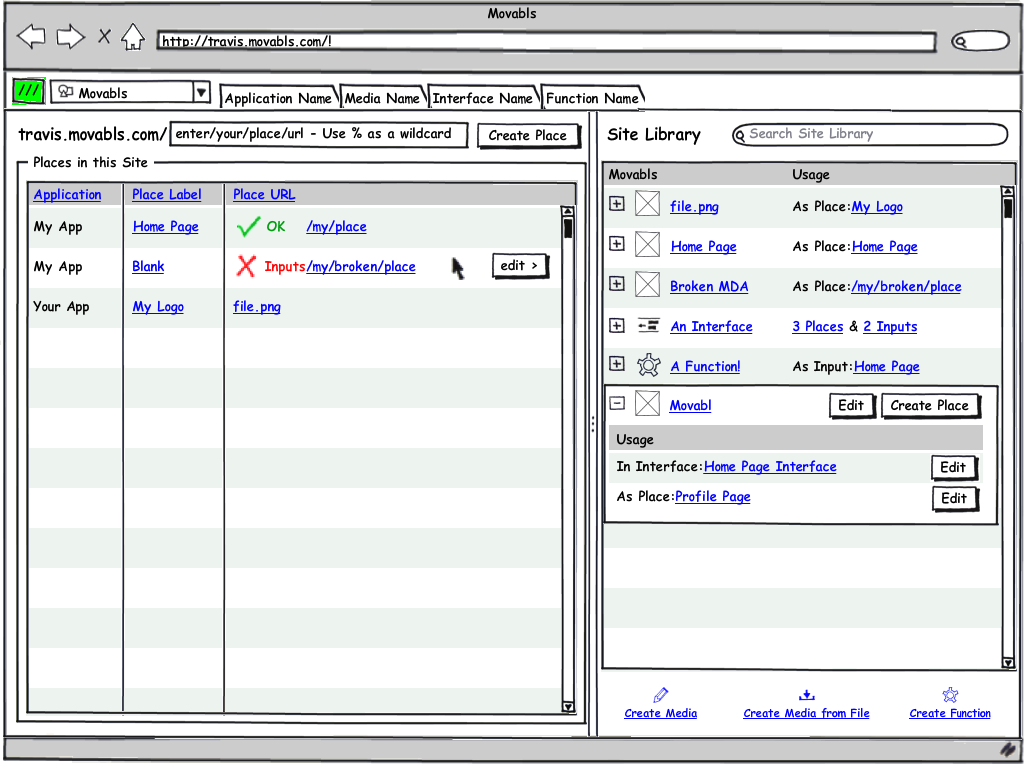 Movabls
http://travis.movabls.com/!
/// Movabls Application Name Media Name Interface Name Function Name
travis.movabls.com/ enter/your/place/url - Use % as a wildcard Create Place
Places in this Site
Application Place Label Place URL
My App Home Page OK /my/place
My App Blank Inputs /my/broken/place edit >
Your App My Logo file.png
Site Library Search Site Library
Movabls Usage
file.png As Place: My Logo
Home Page As Place: Home Page
Broken MDA As Place: /my/broken/place
An Interface 3 Places & 2 Inputs
A Function! As Input: Home Page
Movabl Edit Create Place
Usage
In Interface: Home Page Interface Edit
As Place: Profile Page Edit
Create Media Create Media from File Create Function